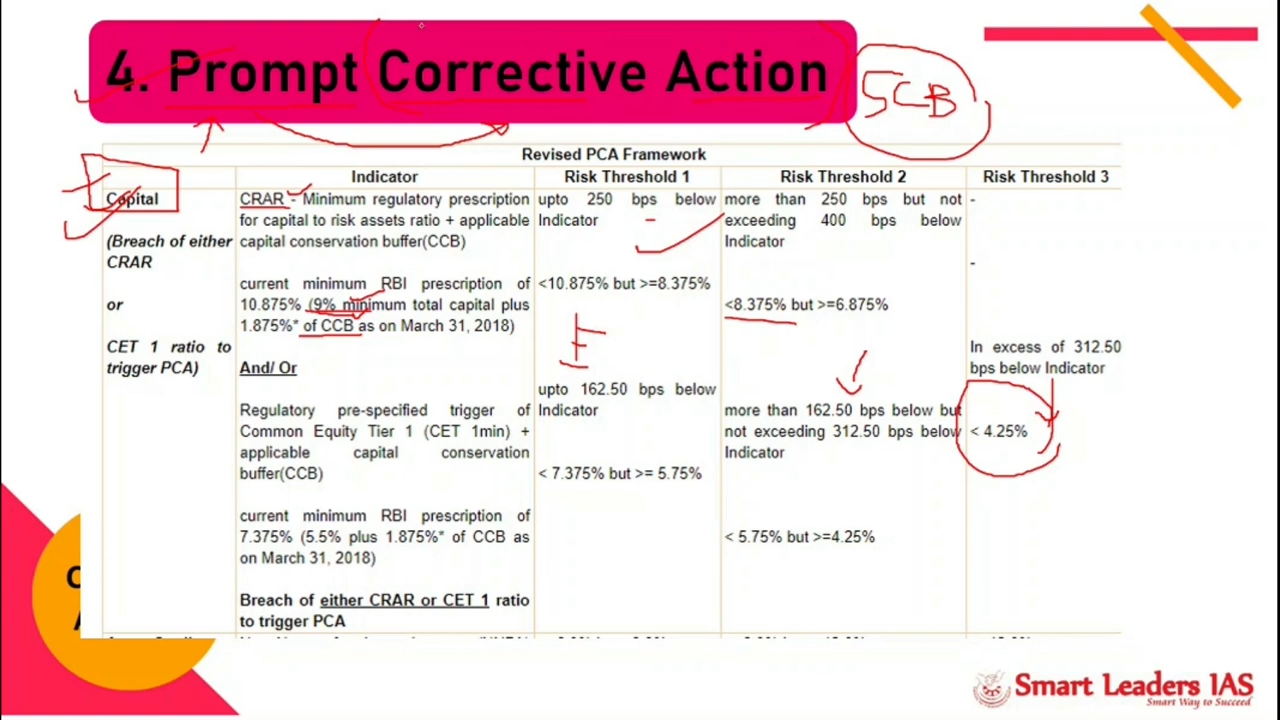 4. Prompt Corrective Action
SCB
Revised PCA Framework
Indicator
Risk Threshold 1
Risk Threshold 2
Risk Threshold 3
Capital
(Breach of either
CRAR
or
CET 1 ratio to
trigger PCA)
CRAR - Minimum regulatory prescription
for capital to risk assets ratio + applicable
capital conservation buffer(CCB)
current minimum RBI prescription of
10.875% (9% minimum total capital plus
1.875%* of CCB as on March 31, 2018)
And/ Or
Regulatory pre-specified trigger of
Common Equity Tier 1 (CET 1min) +
applicable capital conservation
buffer(CCB)
current minimum RBI prescription of
7.375% (5.5% plus 1.875%* of CCB as
on March 31, 2018)
Breach of either CRAR or CET 1 ratio
to trigger PCA
upto 250 bps below
Indicator
<10.875% but >=8.375%
upto 162.50 bps below
Indicator
< 7.375% but >= 5.75%
more than 250 bps but not
exceeding 400 bps below
Indicator
<8.375% but >=6.875%
more than 162.50 bps below but
not exceeding 312.50 bps below
Indicator
< 5.75% but >=4.25%
-
-
In excess of 312.50
bps below Indicator
< 4.25%
Smart Leaders IAS
Smart Way to Succeed